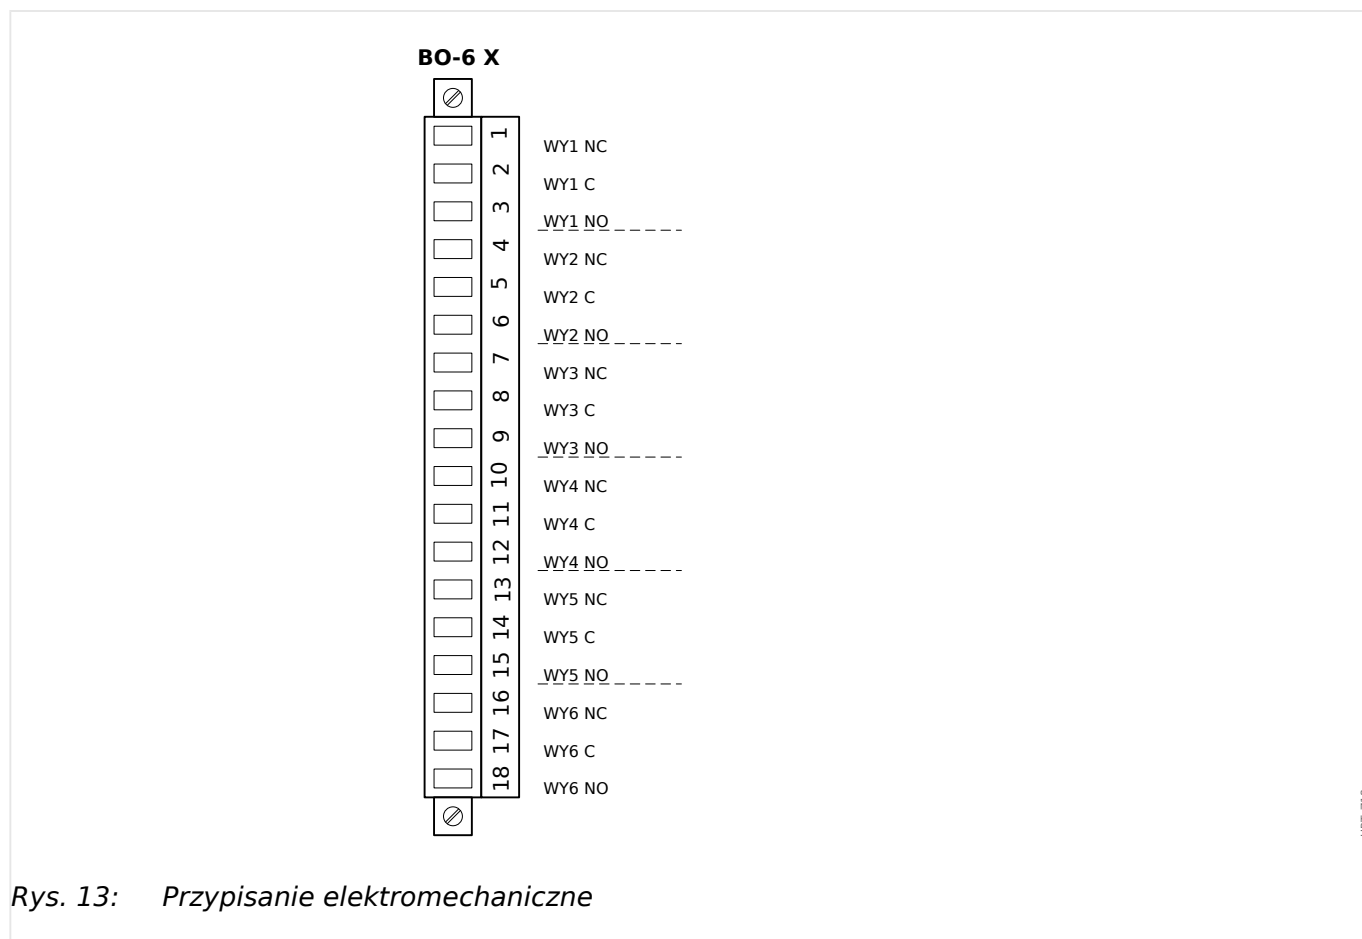 BO-6 X
1 WY1 NC
2 WY1 C
3 WY1 NO
4 WY2 NC
5 WY2 C
6 WY2 NO
7 WY3 NC
8 WY3 C
9 WY3 NO
10 WY4 NC
11 WY4 C
12 WY4 NO
13 WY5 NC
14 WY5 C
15 WY5 NO
16 WY6 NC
17 WY6 C
18 WY6 NO
Rys. 13: Przypisanie elektromechaniczne